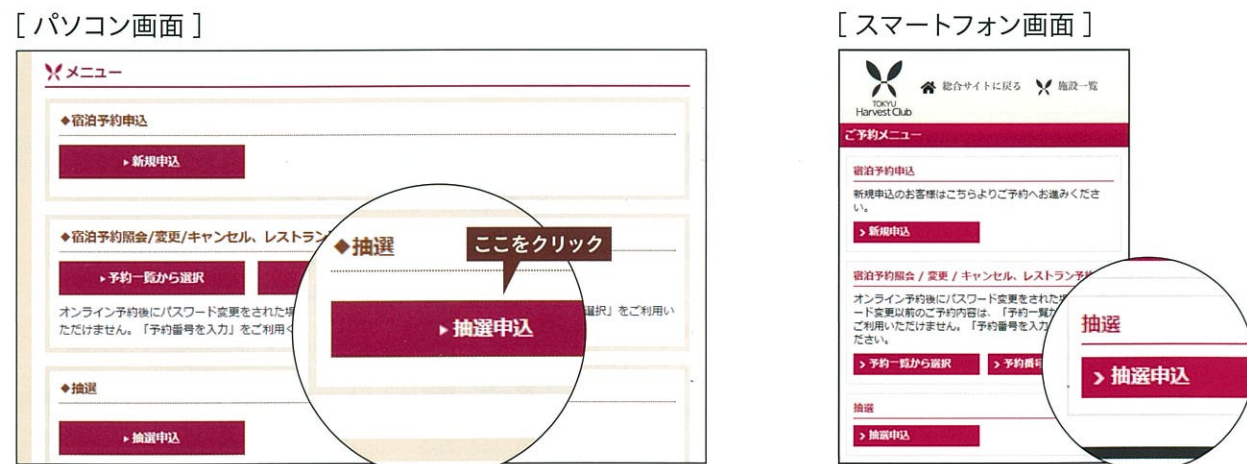 [ パソコン画面 ]
メニュー
◆宿泊予約申込
▸新規申込
◆宿泊予約照会/変更/キャンセル、レストラン
▸予約一覧から選択
オンライン予約後にパスワード変更をされた
選択」をご利用い
ただけません。「予約番号を入力」をご利用く
◆抽選
ここをクリック
▸抽選申込
◆抽選
▸抽選申込
[ スマートフォン画面 ]
TOKYU
Harvest Club
総合サイトに戻る
施設一覧
ご予約メニュー
宿泊予約申込
新規申込のお客様はこちらよりご予約へお進みくださ
い。
> 新規申込
宿泊予約照会 / 変更 / キャンセル、レストラン予
オンライン予約後にパスワード変更をされた
ード変更以前のご予約内容は、「予約一覧
ご利用いただけません。「予約番号を入力
ださい。
> 予約一覧から選択
> 予約番号
抽選
> 抽選申込
抽選
> 抽選申込